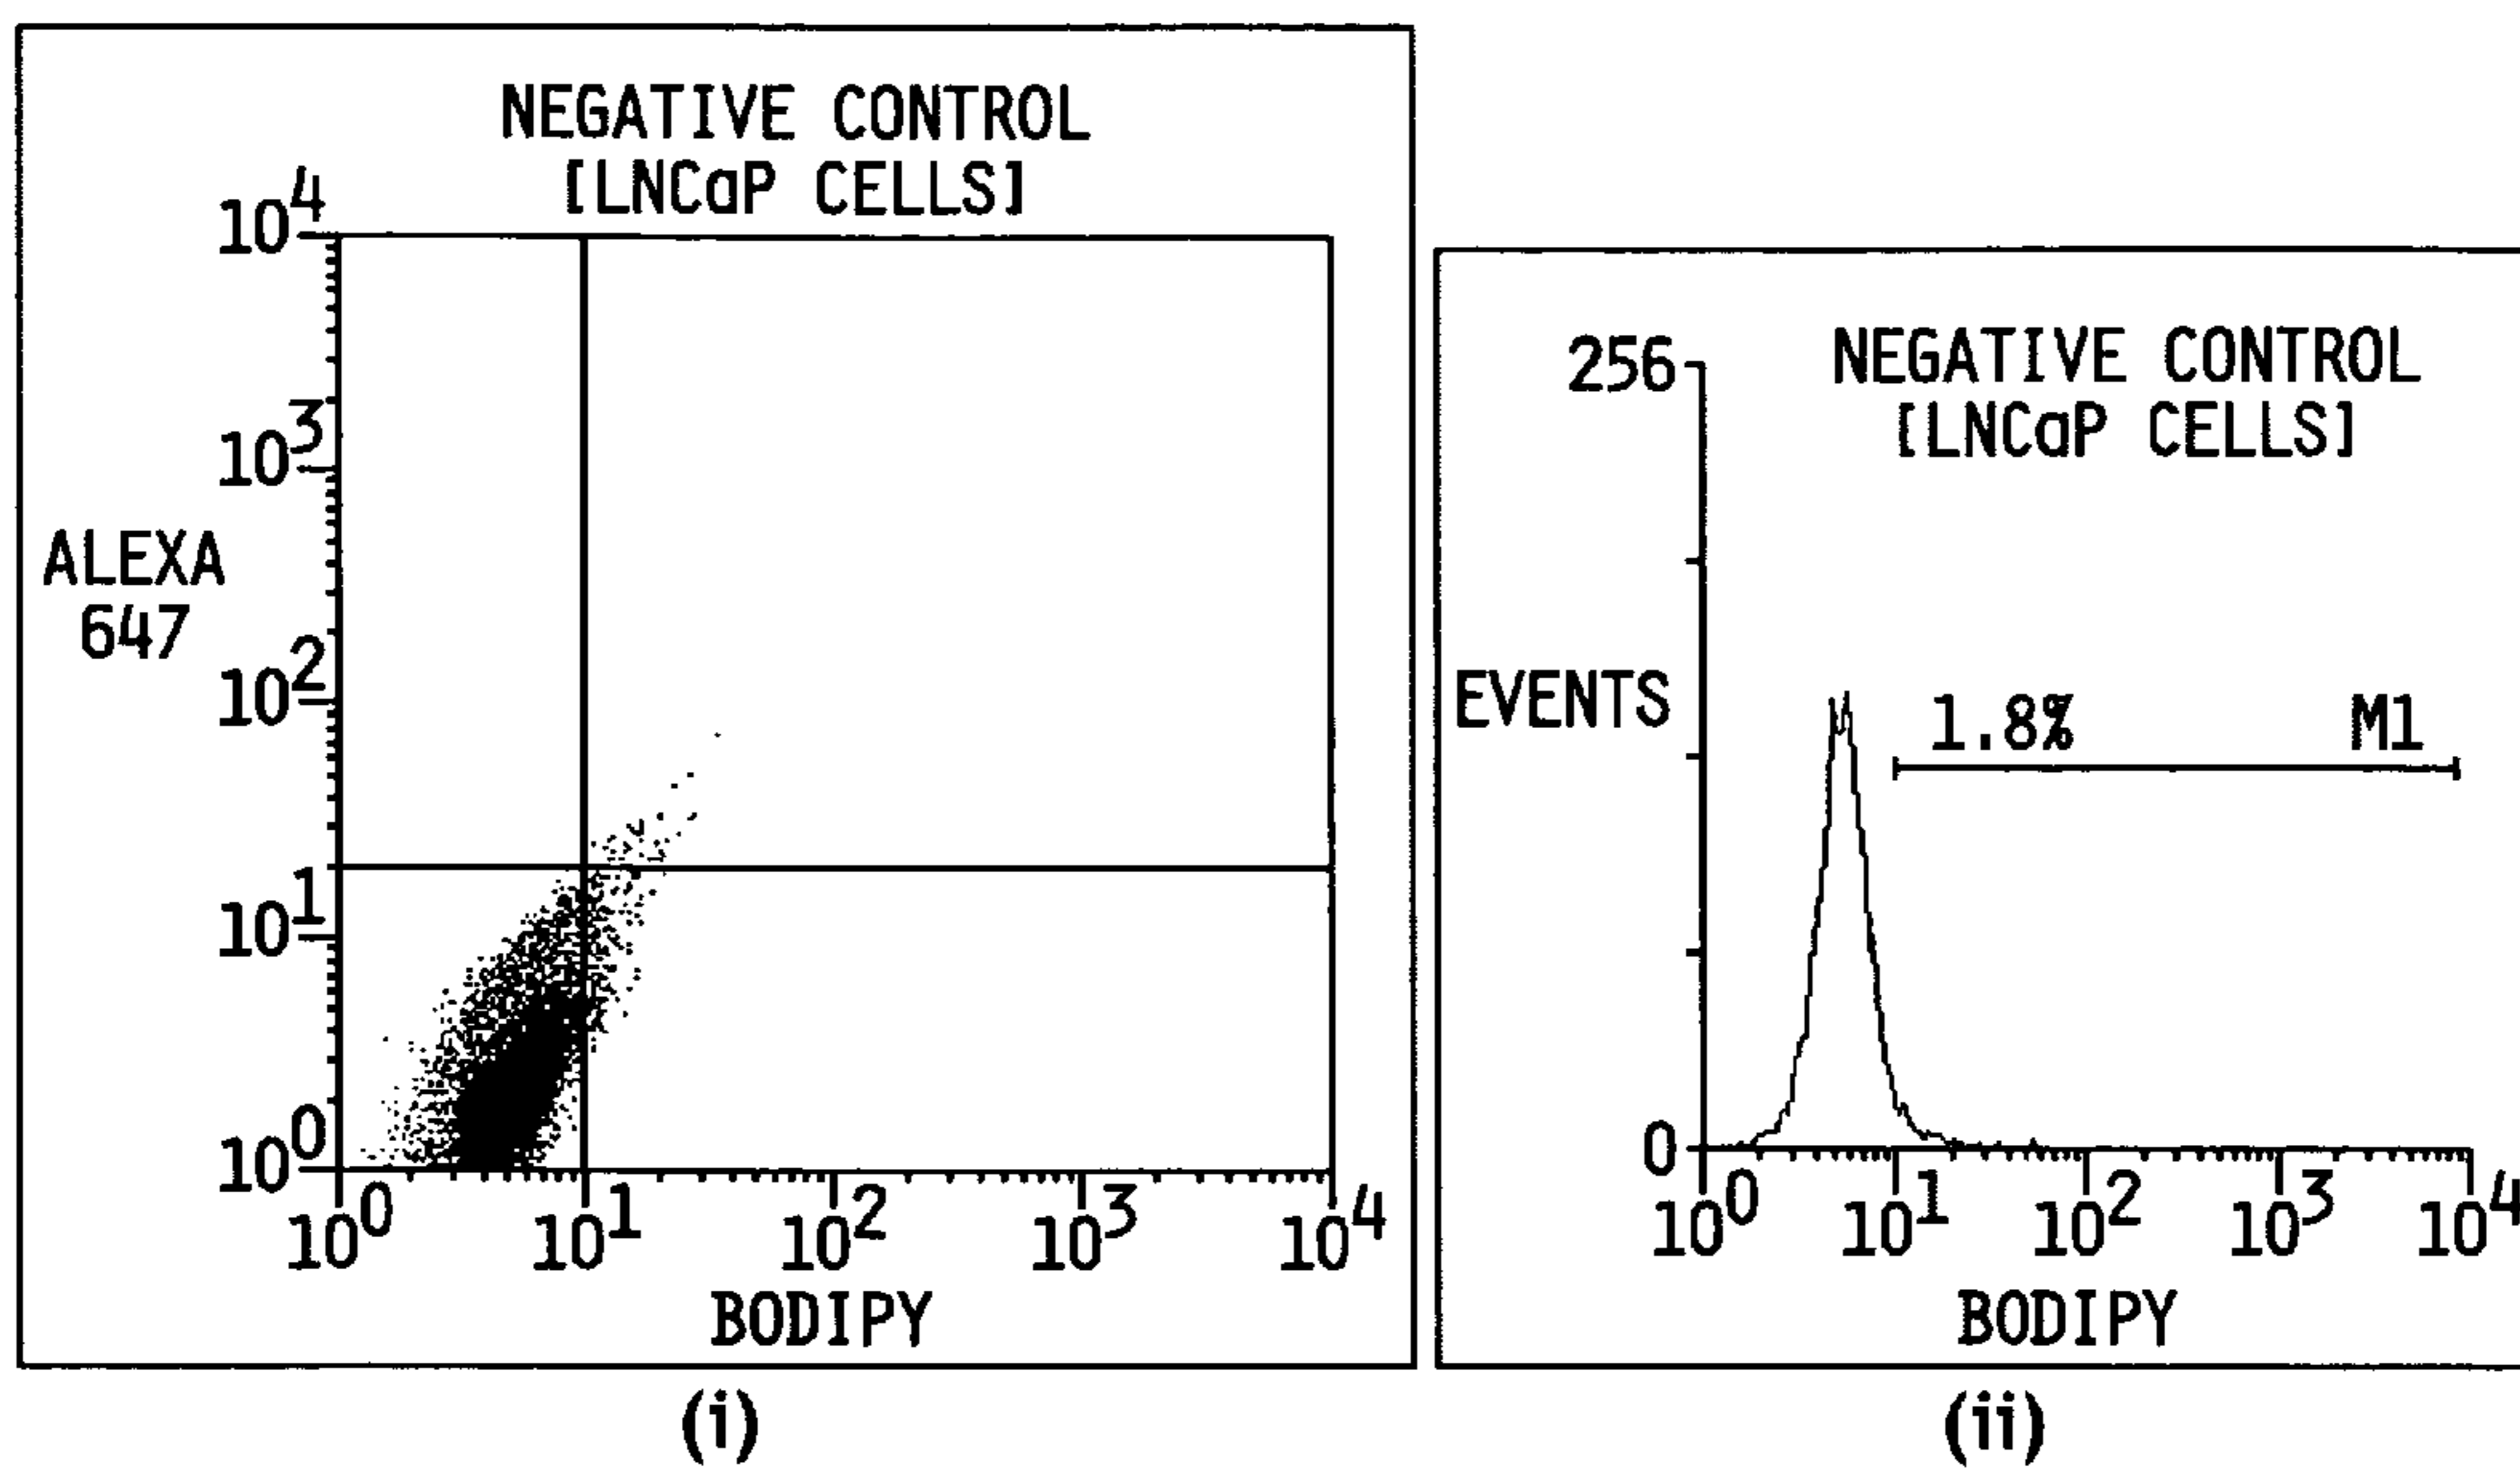 NEGATIVE CONTROL
[LNCaP CELLS]
10^4
10^3
ALEXA
647
10^2
10^1
10^0
10^0 10^1 10^2 10^3 10^4
BODIPY
(i)
NEGATIVE CONTROL
[LNCaP CELLS]
256
EVENTS
1.8% M1
0
10^0 10^1 10^2 10^3 10^4
BODIPY
(ii)